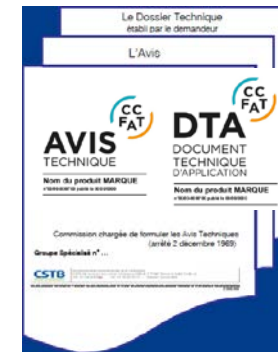 Le Dossier Technique
établi par le demandeur
L'Avis
CC
FAT
AVIS
TECHNIQUE
Nom du produit MARQUE
CC
FAT
DTA
DOCUMENT
TECHNIQUE
D'APPLICATION
Nom du produit MARQUE
Commission chargée de formuler les Avis Techniques
(arrêté 2 décembre 1969)
Groupe Spécialisé n° ...
CSTB